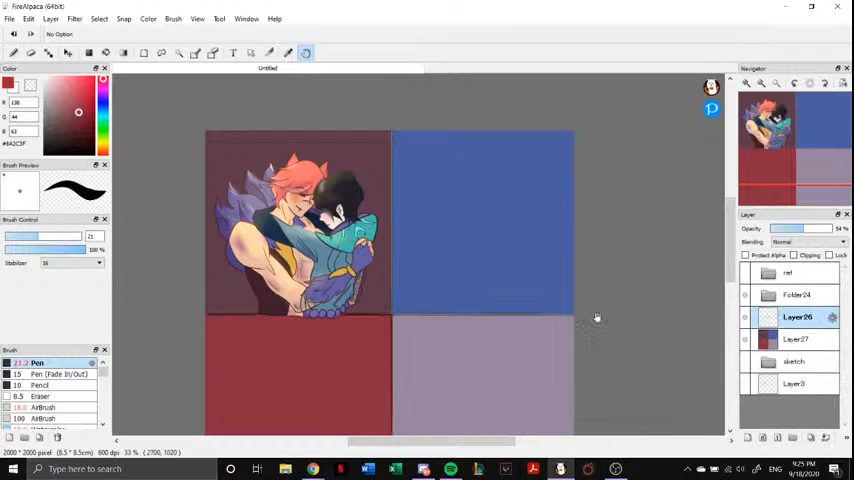 FireAlpaca (64bit)
File Edit Layer Filter Select Snap Color Brush View Tool Window Help
No Option
T
Untitled
Color
R 138
G 44
B 63
#8A2C3F
Brush Preview
Brush Control
21
100 %
Stabilizer 16
Brush
21.2 Pen
15 Pen (Fade In/Out)
10 Pencil
8.5 Eraser
18.0 AirBrush
100 AirBrush
Navigator
Layer
Opacity 54 %
Blending Normal
Protect Alpha Clipping Lock
ref
Folder24
Layer26
Layer27
sketch
Layer3
2000 * 2000 pixel (8.5 * 8.5cm) 600 dpi 33 % ( 2700, 1020 )
Type here to search
ENG
9:25 PM
9/18/2020